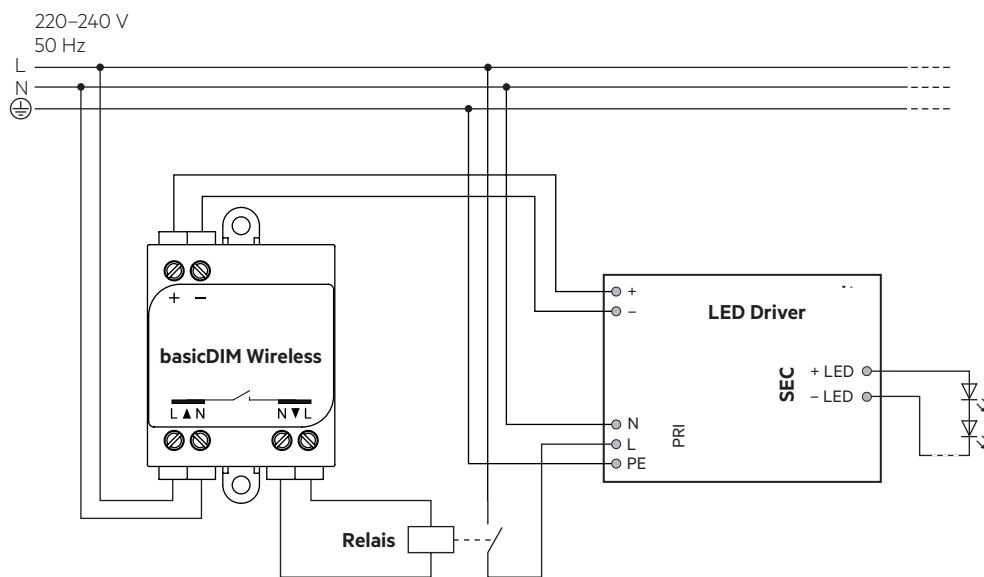 220–240 V
50 Hz
L
N
+ −
basicDIM Wireless
L ▲ N
N ▼ L
Relais
+
−
LED Driver
SEC
+ LED
− LED
N
L
PE
PRI